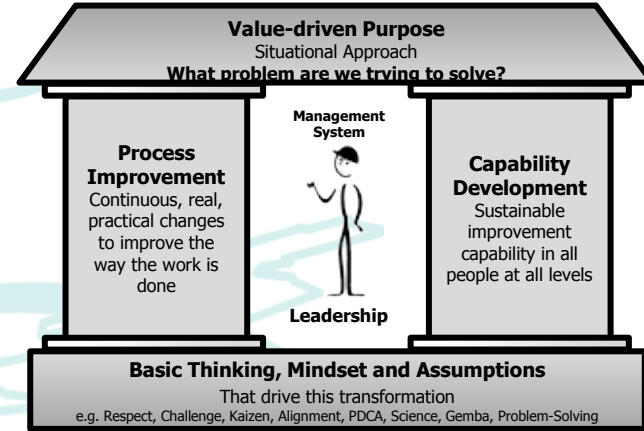 Value-driven Purpose
Situational Approach
What problem are we trying to solve?
Process
Improvement
Continuous, real,
practical changes
to improve the
way the work is
done
Management
System
Leadership
Capability
Development
Sustainable
improvement
capability in all
people at all levels
Basic Thinking, Mindset and Assumptions
That drive this transformation
e.g. Respect, Challenge, Kaizen, Alignment, PDCA, Science, Gemba, Problem-Solving